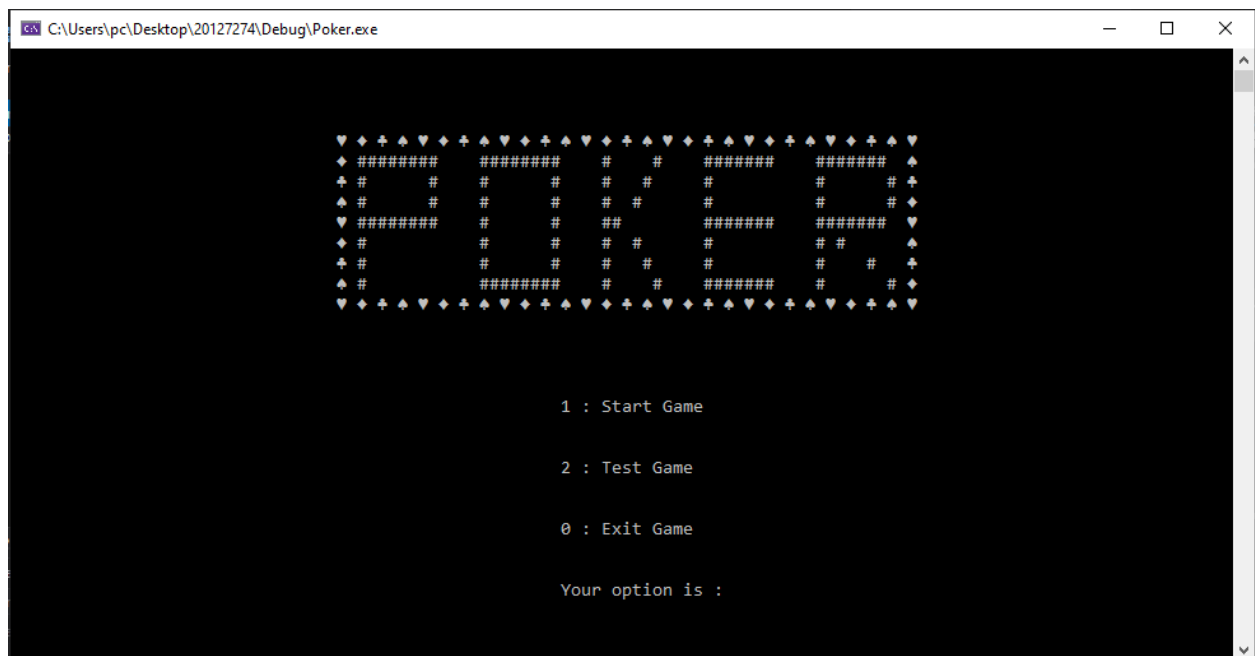 C:\Users\pc\Desktop\20127274\Debug\Poker.exe
♥ ♦ ♣ ♠ ♥ ♦ ♣ ♠ ♥ ♦ ♣ ♠ ♥ ♦ ♣ ♠ ♥ ♦ ♣ ♠ ♥ ♦ ♣ ♠ ♥ ♦ ♣ ♠ ♥
♦ ########    ########    #    #    #######    #######  ♠
♣ #      #    #      #    #   #     #          #      # ♣
♠ #      #    #      #    #  #      #          #      # ♦
♥ ########    #      #    ##        #######    #######  ♥
♦ #           #      #    #  #      #          # #      ♠
♣ #           #      #    #   #     #          #    #   ♣
♠ #           ########    #    #    #######    #      # ♦
♥ ♦ ♣ ♠ ♥ ♦ ♣ ♠ ♥ ♦ ♣ ♠ ♥ ♦ ♣ ♠ ♥ ♦ ♣ ♠ ♥ ♦ ♣ ♠ ♥ ♦ ♣ ♠ ♥
1 : Start Game
2 : Test Game
0 : Exit Game
Your option is :